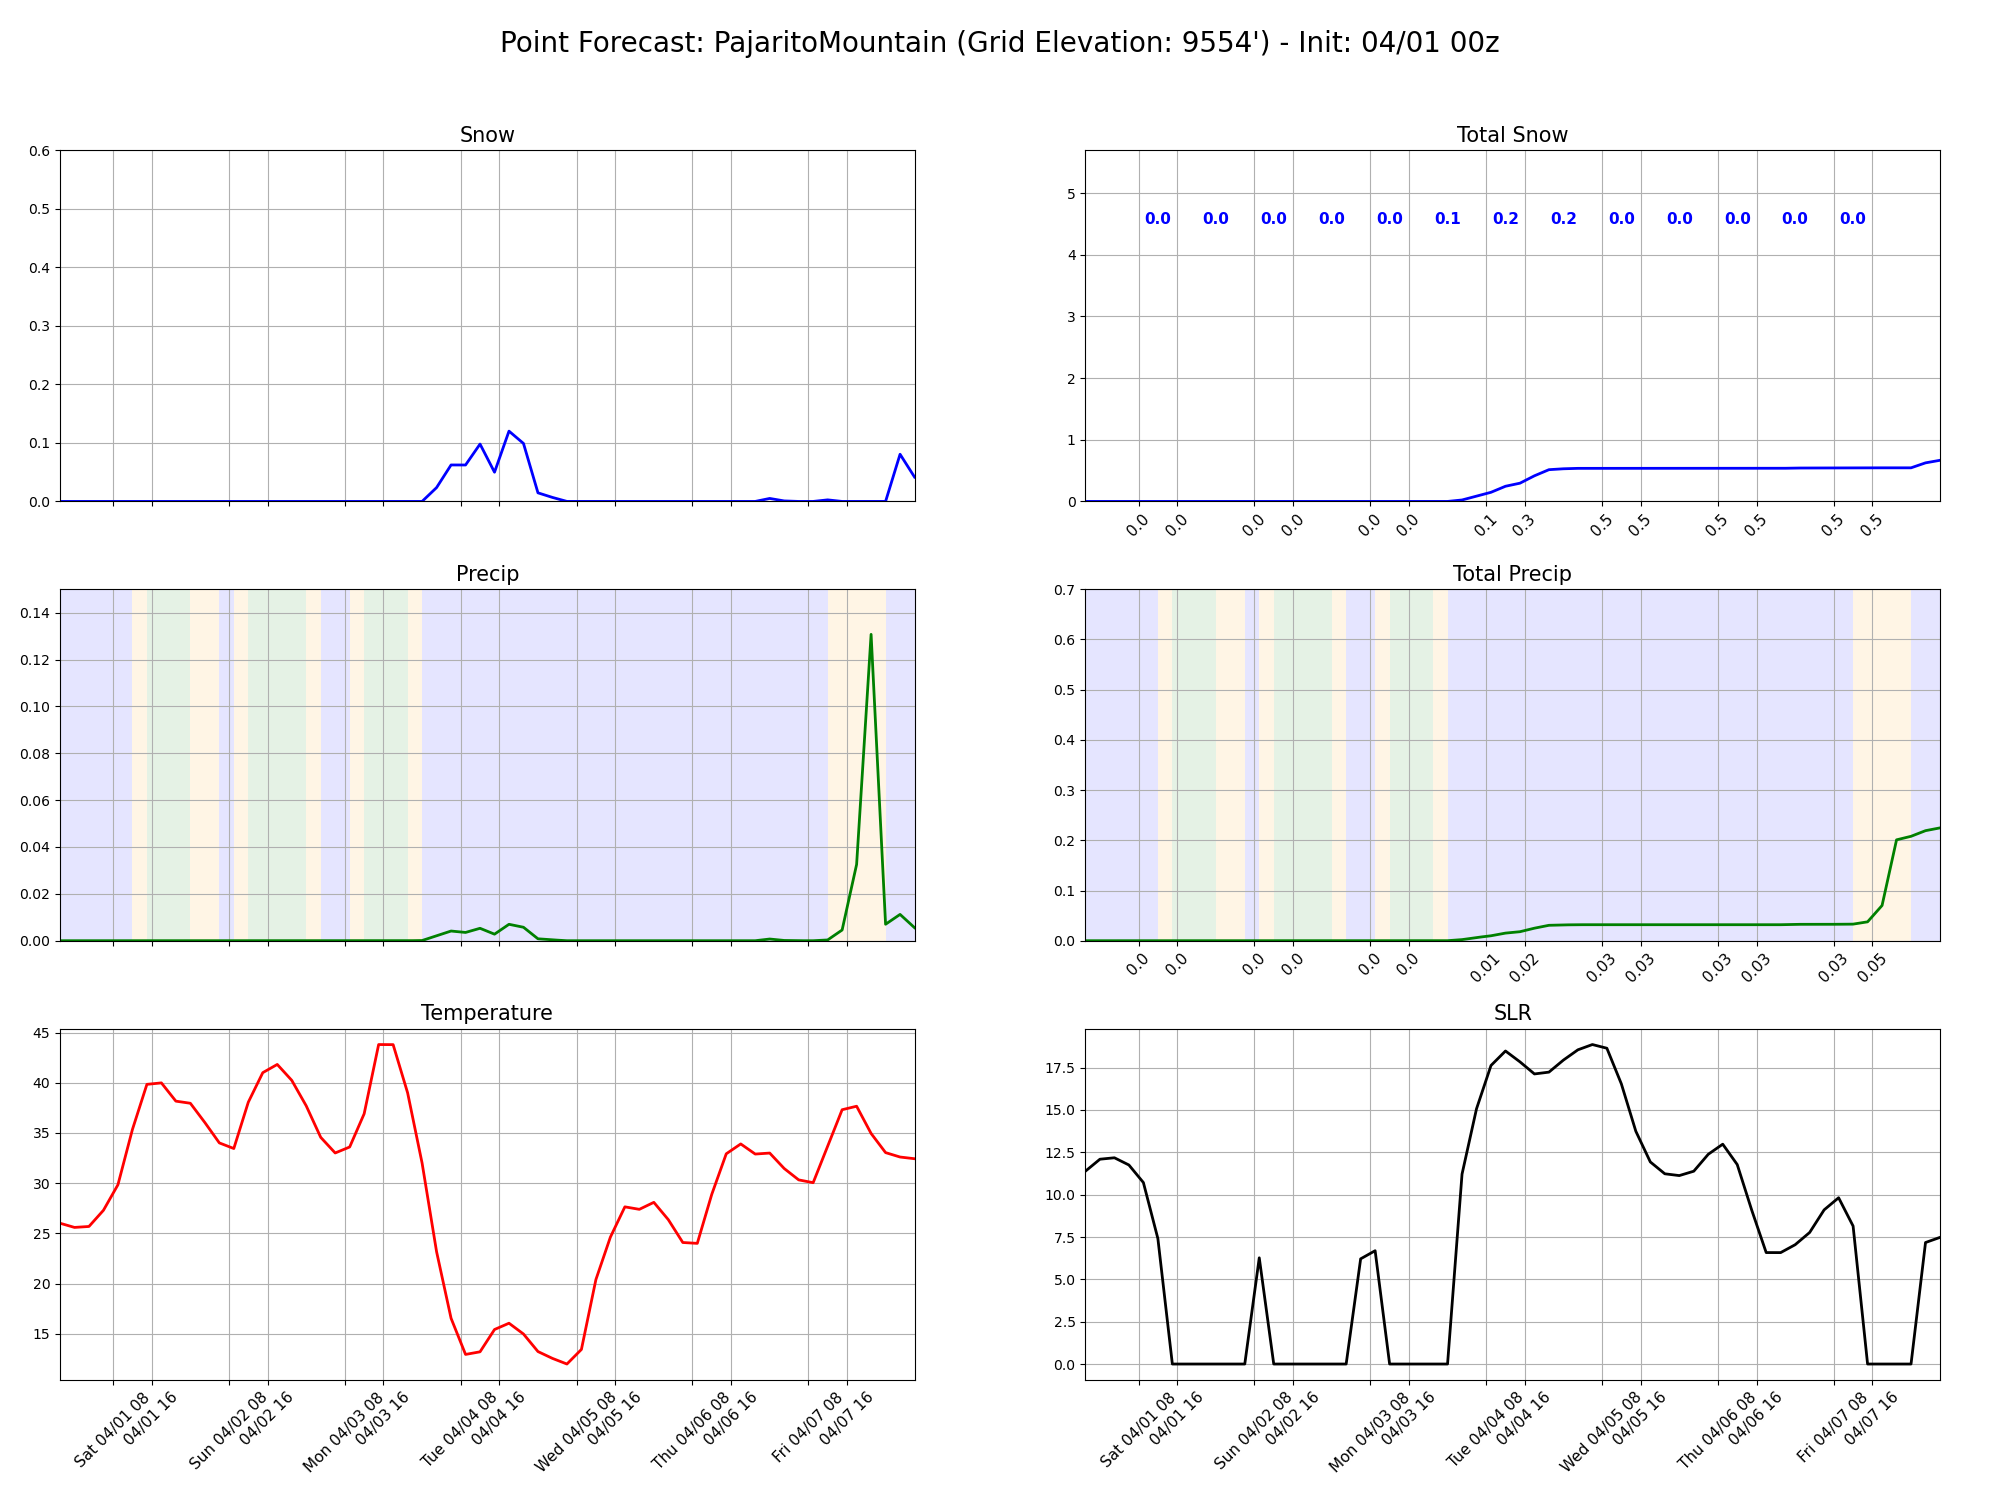 Point Forecast: PajaritoMountain (Grid Elevation: 9554') - Init: 04/01 00z
Snow
0.6
0.5
0.4
0.3
0.2
0.1
0.0
Total Snow
5
4
3
2
1
0
0.0 0.0 0.0 0.0 0.0 0.1 0.2 0.2 0.0 0.0 0.0 0.0 0.0
0.0 0.0 0.0 0.0 0.0 0.0 0.1 0.3 0.5 0.5 0.5 0.5 0.5 0.5
Precip
0.14
0.12
0.10
0.08
0.06
0.04
0.02
0.00
Total Precip
0.7
0.6
0.5
0.4
0.3
0.2
0.1
0.0
0.0 0.0 0.0 0.0 0.0 0.0 0.01 0.02 0.03 0.03 0.03 0.03 0.03 0.05
Temperature
45
40
35
30
25
20
15
Sat 04/01 08
04/01 16
Sun 04/02 08
04/02 16
Mon 04/03 08
04/03 16
Tue 04/04 08
04/04 16
Wed 04/05 08
04/05 16
Thu 04/06 08
04/06 16
Fri 04/07 08
04/07 16
SLR
17.5
15.0
12.5
10.0
7.5
5.0
2.5
0.0
Sat 04/01 08
04/01 16
Sun 04/02 08
04/02 16
Mon 04/03 08
04/03 16
Tue 04/04 08
04/04 16
Wed 04/05 08
04/05 16
Thu 04/06 08
04/06 16
Fri 04/07 08
04/07 16